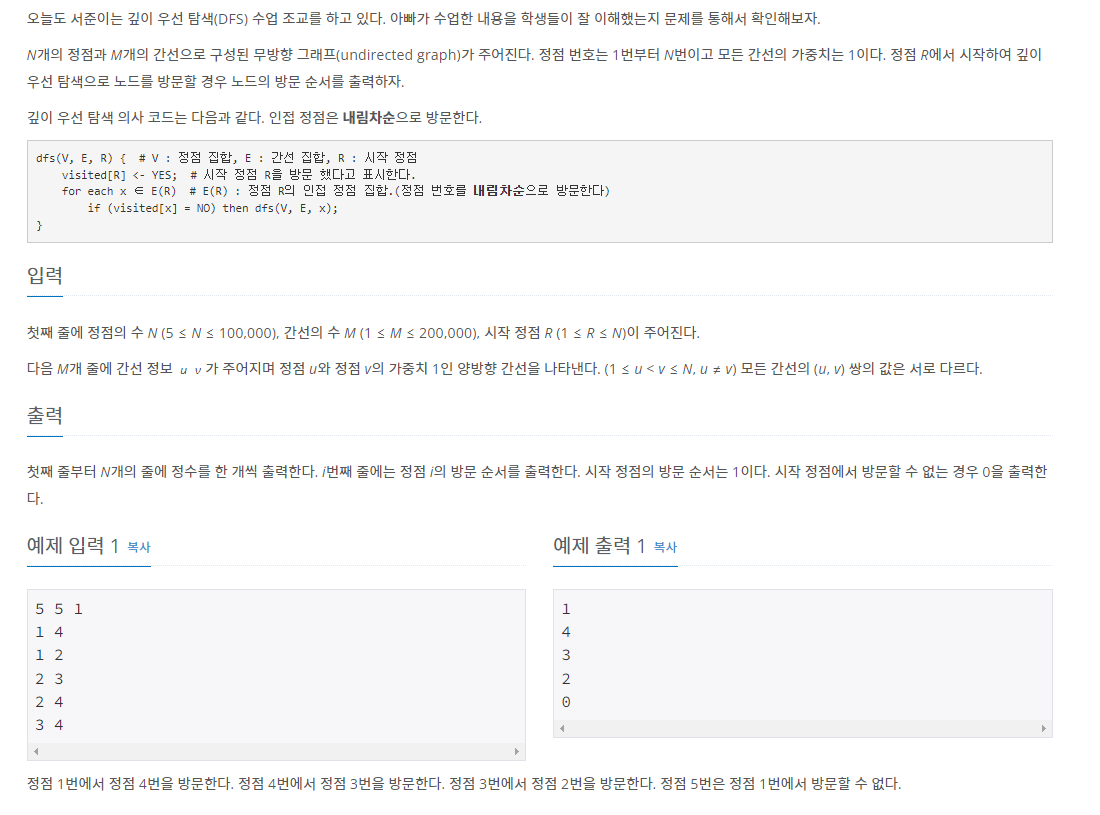 오늘도 서준이는 깊이 우선 탐색(DFS) 수업 조교를 하고 있다. 아빠가 수업한 내용을 학생들이 잘 이해했는지 문제를 통해서 확인해보자.
N개의 정점과 M개의 간선으로 구성된 무방향 그래프(undirected graph)가 주어진다. 정점 번호는 1번부터 N번이고 모든 간선의 가중치는 1이다. 정점 R에서 시작하여 깊이
우선 탐색으로 노드를 방문할 경우 노드의 방문 순서를 출력하자.
깊이 우선 탐색 의사 코드는 다음과 같다. 인접 정점은 내림차순으로 방문한다.
dfs(V, E, R) {  # V : 정점 집합, E : 간선 집합, R : 시작 정점
    visited[R] <- YES;  # 시작 정점 R을 방문 했다고 표시한다.
    for each x ∈ E(R)  # E(R) : 정점 R의 인접 정점 집합.(정점 번호를 내림차순으로 방문한다)
        if (visited[x] = NO) then dfs(V, E, x);
}
입력
첫째 줄에 정점의 수 N (5 ≤ N ≤ 100,000), 간선의 수 M (1 ≤ M ≤ 200,000), 시작 정점 R (1 ≤ R ≤ N)이 주어진다.
다음 M개 줄에 간선 정보 u v 가 주어지며 정점 u와 정점 v의 가중치 1인 양방향 간선을 나타낸다. (1 ≤ u < v ≤ N, u ≠ v) 모든 간선의 (u, v) 쌍의 값은 서로 다르다.
출력
첫째 줄부터 N개의 줄에 정수를 한 개씩 출력한다. i번째 줄에는 정점 i의 방문 순서를 출력한다. 시작 정점의 방문 순서는 1이다. 시작 정점에서 방문할 수 없는 경우 0을 출력한
다.
예제 입력 1 복사
5 5 1
1 4
1 2
2 3
2 4
3 4
예제 출력 1 복사
1
4
3
2
0
정점 1번에서 정점 4번을 방문한다. 정점 4번에서 정점 3번을 방문한다. 정점 3번에서 정점 2번을 방문한다. 정점 5번은 정점 1번에서 방문할 수 없다.